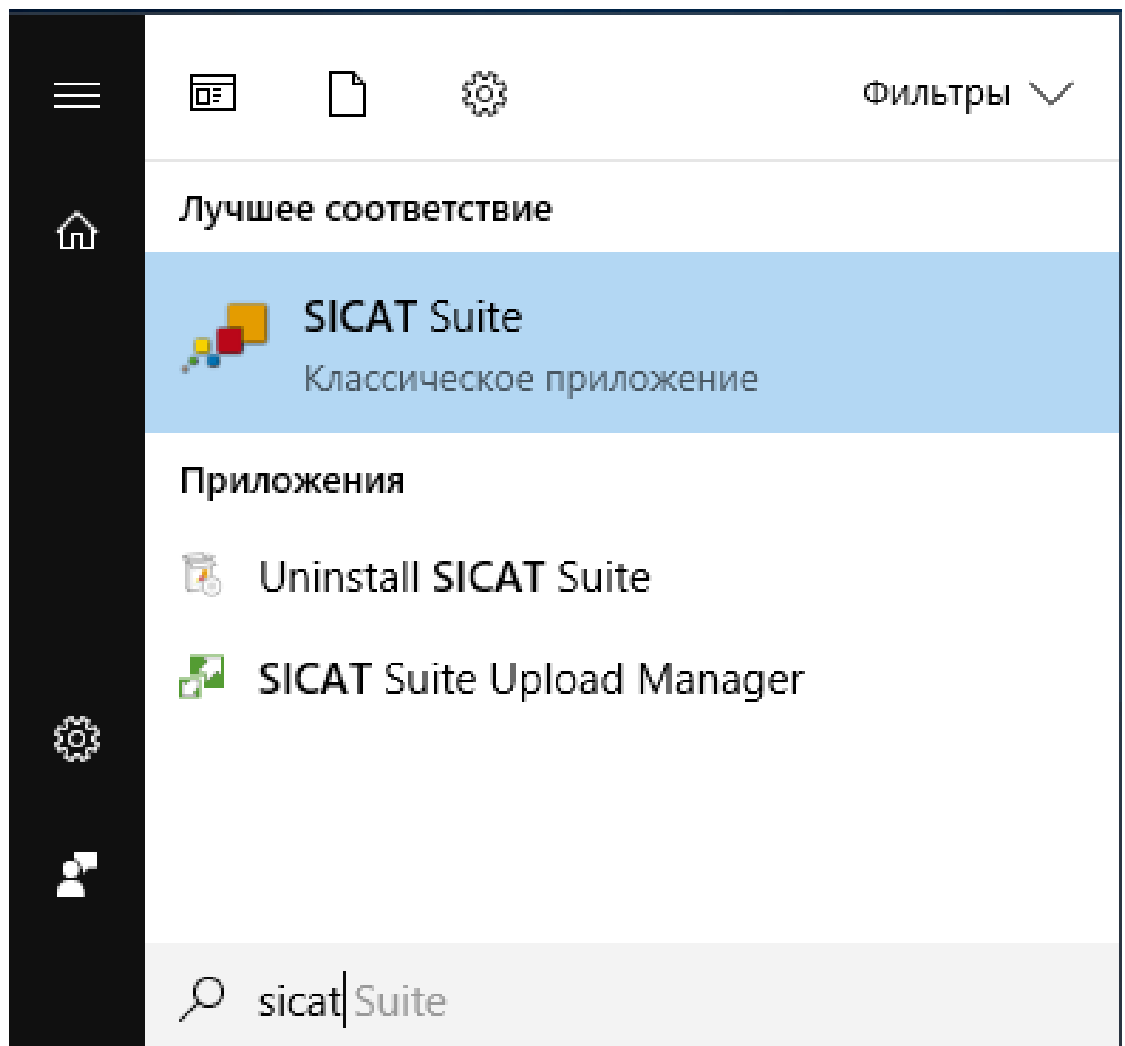 Фильтры
Лучшее соответствие
SICAT Suite
Классическое приложение
Приложения
Uninstall SICAT Suite
SICAT Suite Upload Manager
sicat Suite